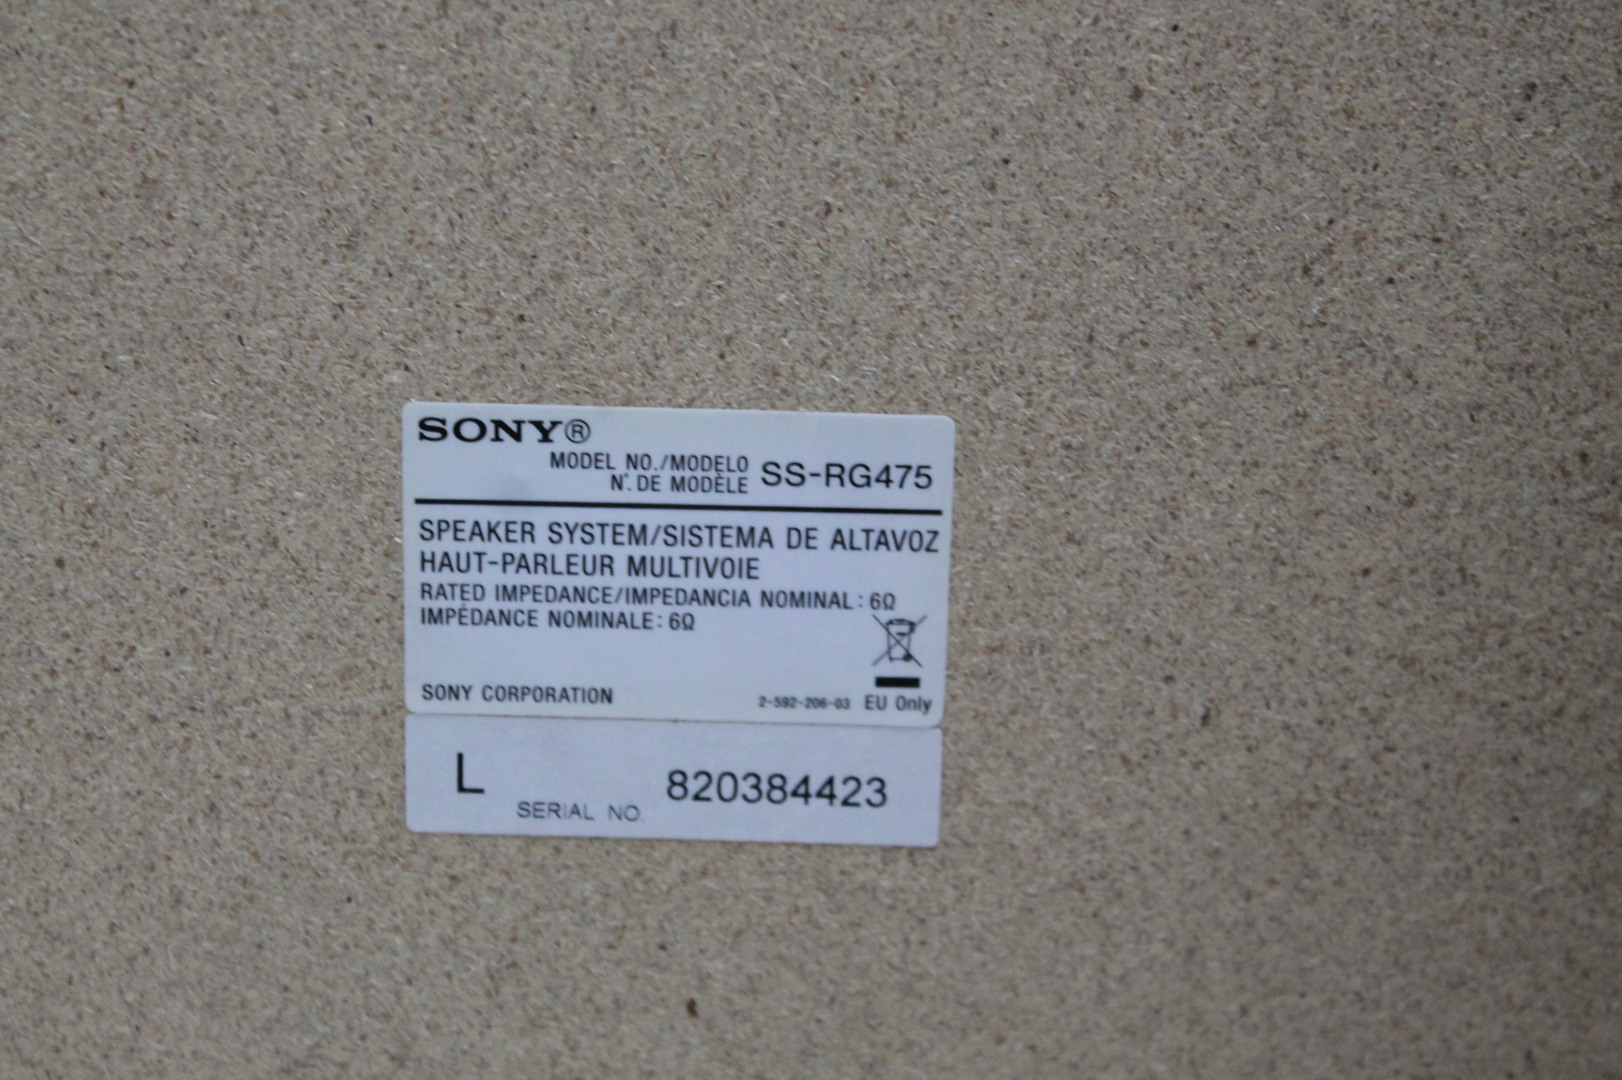 SONY®
MODEL NO./MODELO
N°. DE MODÈLE
SS-RG475
SPEAKER SYSTEM/SISTEMA DE ALTAVOZ
HAUT-PARLEUR MULTIVOIE
RATED IMPEDANCE/IMPEDANCIA NOMINAL : 6Ω
IMPÉDANCE NOMINALE : 6Ω
SONY CORPORATION
2-592-206-03 EU Only
L
SERIAL NO.
820384423